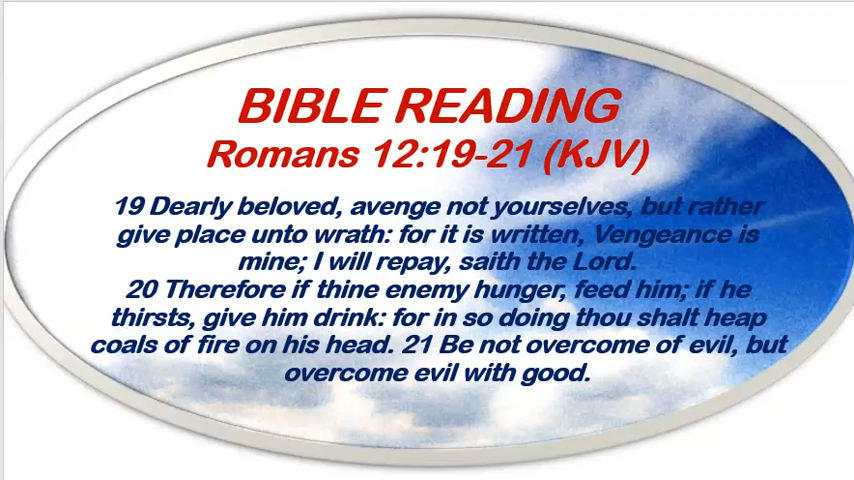 BIBLE READING
Romans 12:19-21 (KJV)
19 Dearly beloved, avenge not yourselves, but rather
give place unto wrath: for it is written, Vengeance is
mine; I will repay, saith the Lord.
20 Therefore if thine enemy hunger, feed him; if he
thirsts, give him drink: for in so doing thou shalt heap
coals of fire on his head. 21 Be not overcome of evil, but
overcome evil with good.